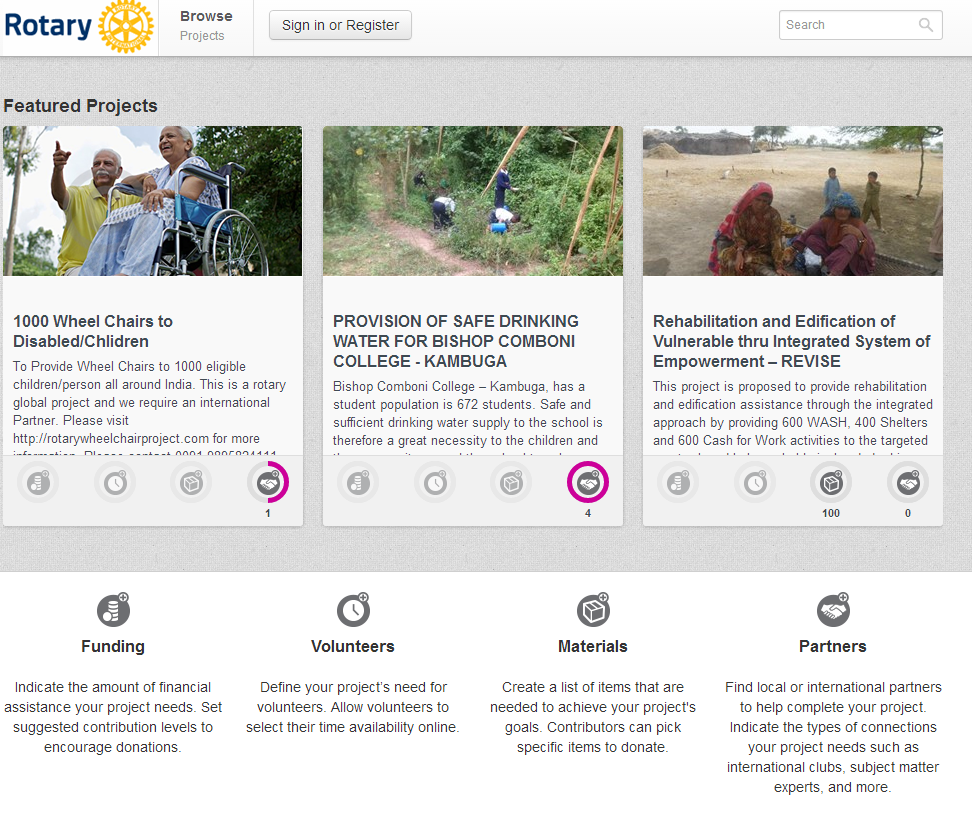 Rotary
Browse
Projects
Sign in or Register
Search
Featured Projects
1000 Wheel Chairs to
Disabled/Chlidren
To Provide Wheel Chairs to 1000 eligible
children/person all around India. This is a rotary
global project and we require an international
Partner. Please visit
http://rotarywheelchairproject.com for more
information. Please contact 0091 9895824111
1
PROVISION OF SAFE DRINKING
WATER FOR BISHOP COMBONI
COLLEGE - KAMBUGA
Bishop Comboni College – Kambuga, has a
student population is 672 students. Safe and
sufficient drinking water supply to the school is
therefore a great necessity to the children and
4
Rehabilitation and Edification of
Vulnerable thru Integrated System of
Empowerment – REVISE
This project is proposed to provide rehabilitation
and edification assistance through the integrated
approach by providing 600 WASH, 400 Shelters
and 600 Cash for Work activities to the targeted
100
0
Funding
Indicate the amount of financial
assistance your project needs. Set
suggested contribution levels to
encourage donations.
Volunteers
Define your project's need for
volunteers. Allow volunteers to
select their time availability online.
Materials
Create a list of items that are
needed to achieve your project's
goals. Contributors can pick
specific items to donate.
Partners
Find local or international partners
to help complete your project.
Indicate the types of connections
your project needs such as
international clubs, subject matter
experts, and more.